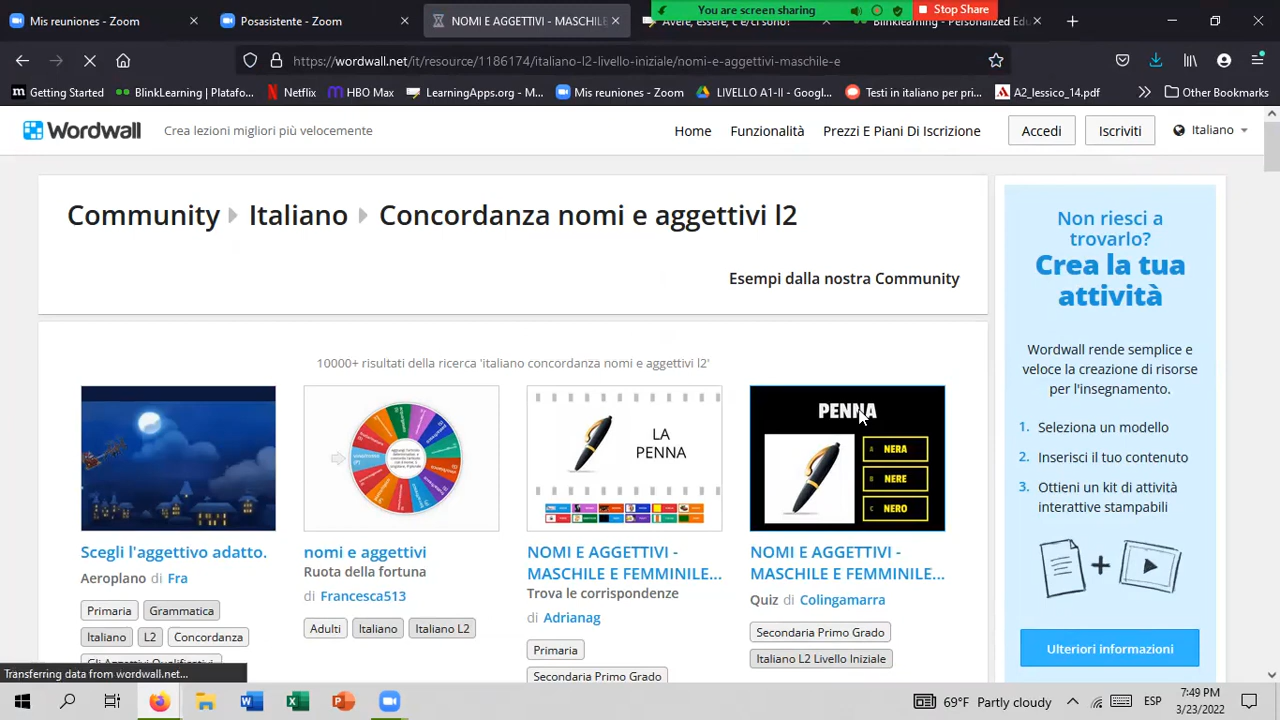 Mis reuniones - Zoom
Posasistente - Zoom
NOMI E AGGETTIVI - MASCHILE
Avere, essere, c'è/ci sono?
Blinklearning - Personalized Edu
You are screen sharing
Stop Share
https://wordwall.net/it/resource/1186174/italiano-l2-livello-iniziale/nomi-e-aggettivi-maschile-e
Getting Started
BlinkLearning (Platafo...
Netflix
HBO Max
LearningApps.org - M...
Mis reuniones - Zoom
LIVELLO A1-II - Googl...
Testi in italiano per pri...
A2_lessico_14.pdf
Other Bookmarks
Wordwall
Crea lezioni migliori più velocemente
Home
Funzionalità
Prezzi E Piani Di Iscrizione
Accedi
Iscriviti
Italiano
Community
Italiano
Concordanza nomi e aggettivi l2
Esempi dalla nostra Community
10000+ risultati della ricerca 'italiano concordanza nomi e aggettivi l2'
LA
PENNA
PENNA
A NERA
B NERE
C NERO
Scegli l'aggettivo adatto.
Aeroplano di Fra
Primaria
Grammatica
Italiano
L2
Concordanza
Gli Aggettivi Qualificativi
nomi e aggettivi
Ruota della fortuna
di Francesca513
Adulti
Italiano
Italiano L2
NOMI E AGGETTIVI -
MASCHILE E FEMMINILE...
Trova le corrispondenze
di Adrianag
Primaria
Secondaria Primo Grado
NOMI E AGGETTIVI -
MASCHILE E FEMMINILE...
Quiz di Colingamarra
Secondaria Primo Grado
Italiano L2 Livello Iniziale
Non riesci a
trovarlo?
Crea la tua
attività
Wordwall rende semplice e
veloce la creazione di risorse
per l'insegnamento.
1. Seleziona un modello
2. Inserisci il tuo contenuto
3. Ottieni un kit di attività
interattive stampabili
Ulteriori informazioni
Transferring data from wordwall.net...
69°F Partly cloudy
ESP
7:49 PM
3/23/2022